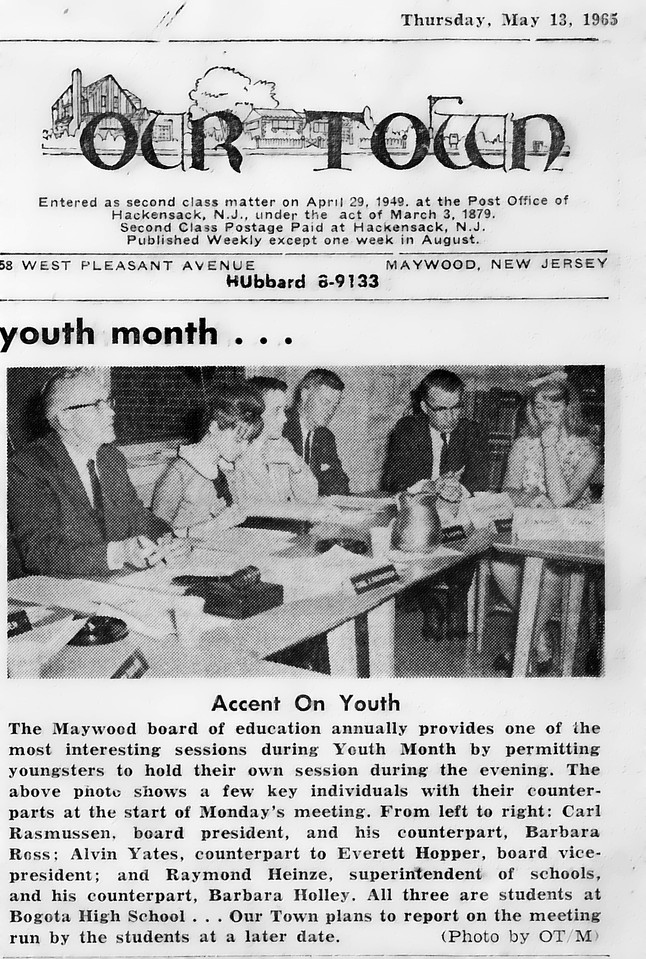 Thursday, May 13, 1965
OUR TOWN
Entered as second class matter on April 29, 1949. at the Post Office of
Hackensack, N.J., under the act of March 3, 1879.
Second Class Postage Paid at Hackensack, N.J.
Published Weekly except one week in August.
58 WEST PLEASANT AVENUE MAYWOOD, NEW JERSEY
HUbbard 8-9133
youth month . . .
Accent On Youth
The Maywood board of education annually provides one of the
most interesting sessions during Youth Month by permitting
youngsters to hold their own session during the evening. The
above photo shows a few key individuals with their counter-
parts at the start of Monday's meeting. From left to right: Carl
Rasmussen, board president, and his counterpart, Barbara
Ross; Alvin Yates, counterpart to Everett Hopper, board vice-
president; and Raymond Heinze, superintendent of schools,
and his counterpart, Barbara Holley. All three are students at
Bogota High School . . . Our Town plans to report on the meeting
run by the students at a later date. (Photo by OT/M)